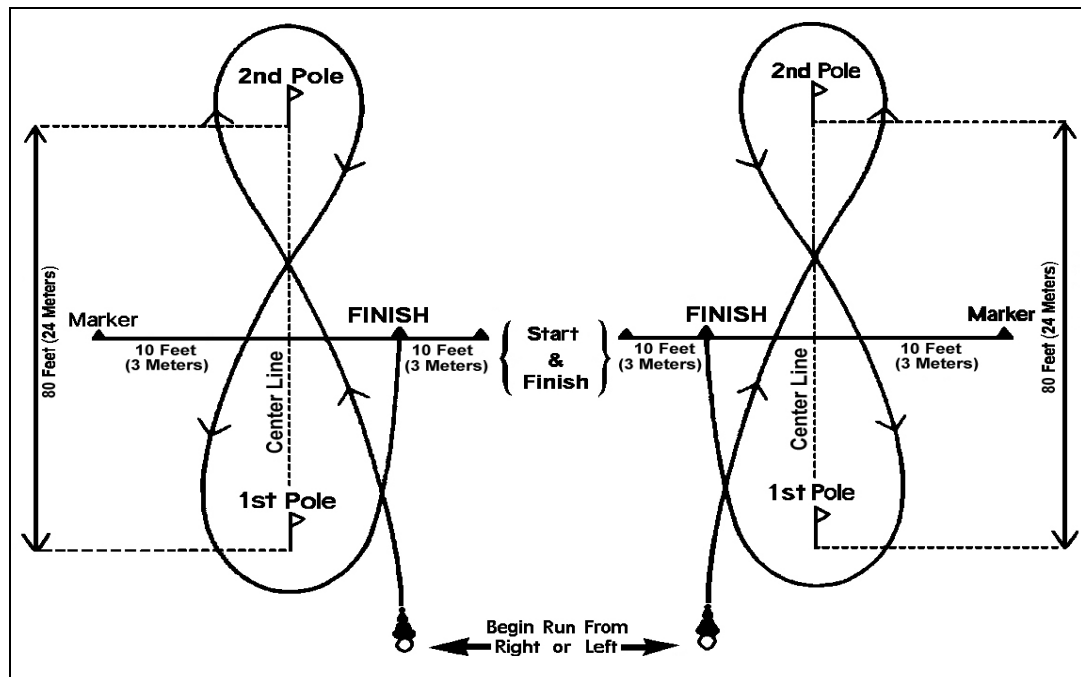 2nd Pole
80 Feet (24 Meters)
Marker
FINISH
10 Feet
(3 Meters)
10 Feet
(3 Meters)
Center Line
1st Pole
Start
&
Finish
2nd Pole
FINISH
Marker
10 Feet
(3 Meters)
10 Feet
(3 Meters)
Center Line
1st Pole
80 Feet (24 Meters)
Begin Run From
Right or Left